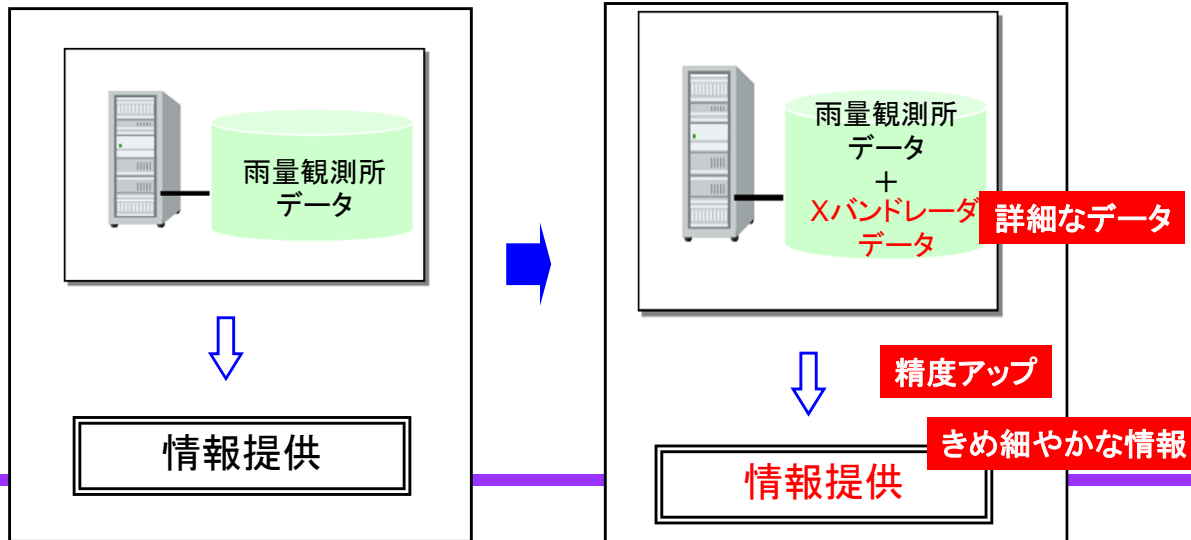 雨量観測所
データ
情報提供
雨量観測所
データ
+
Xバンドレーダ
データ
詳細なデータ
精度アップ
きめ細やかな情報
情報提供